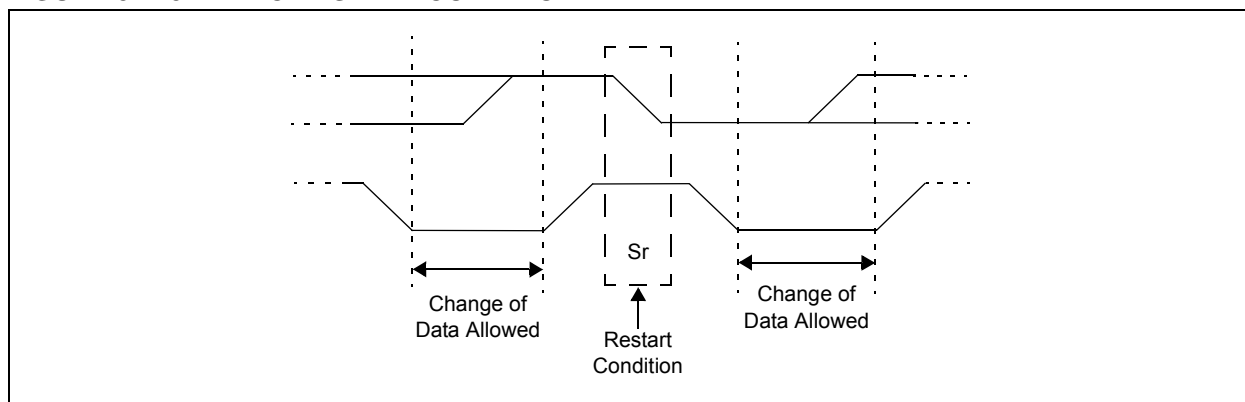 Sr
Change of
Data Allowed
Restart
Condition
Change of
Data Allowed